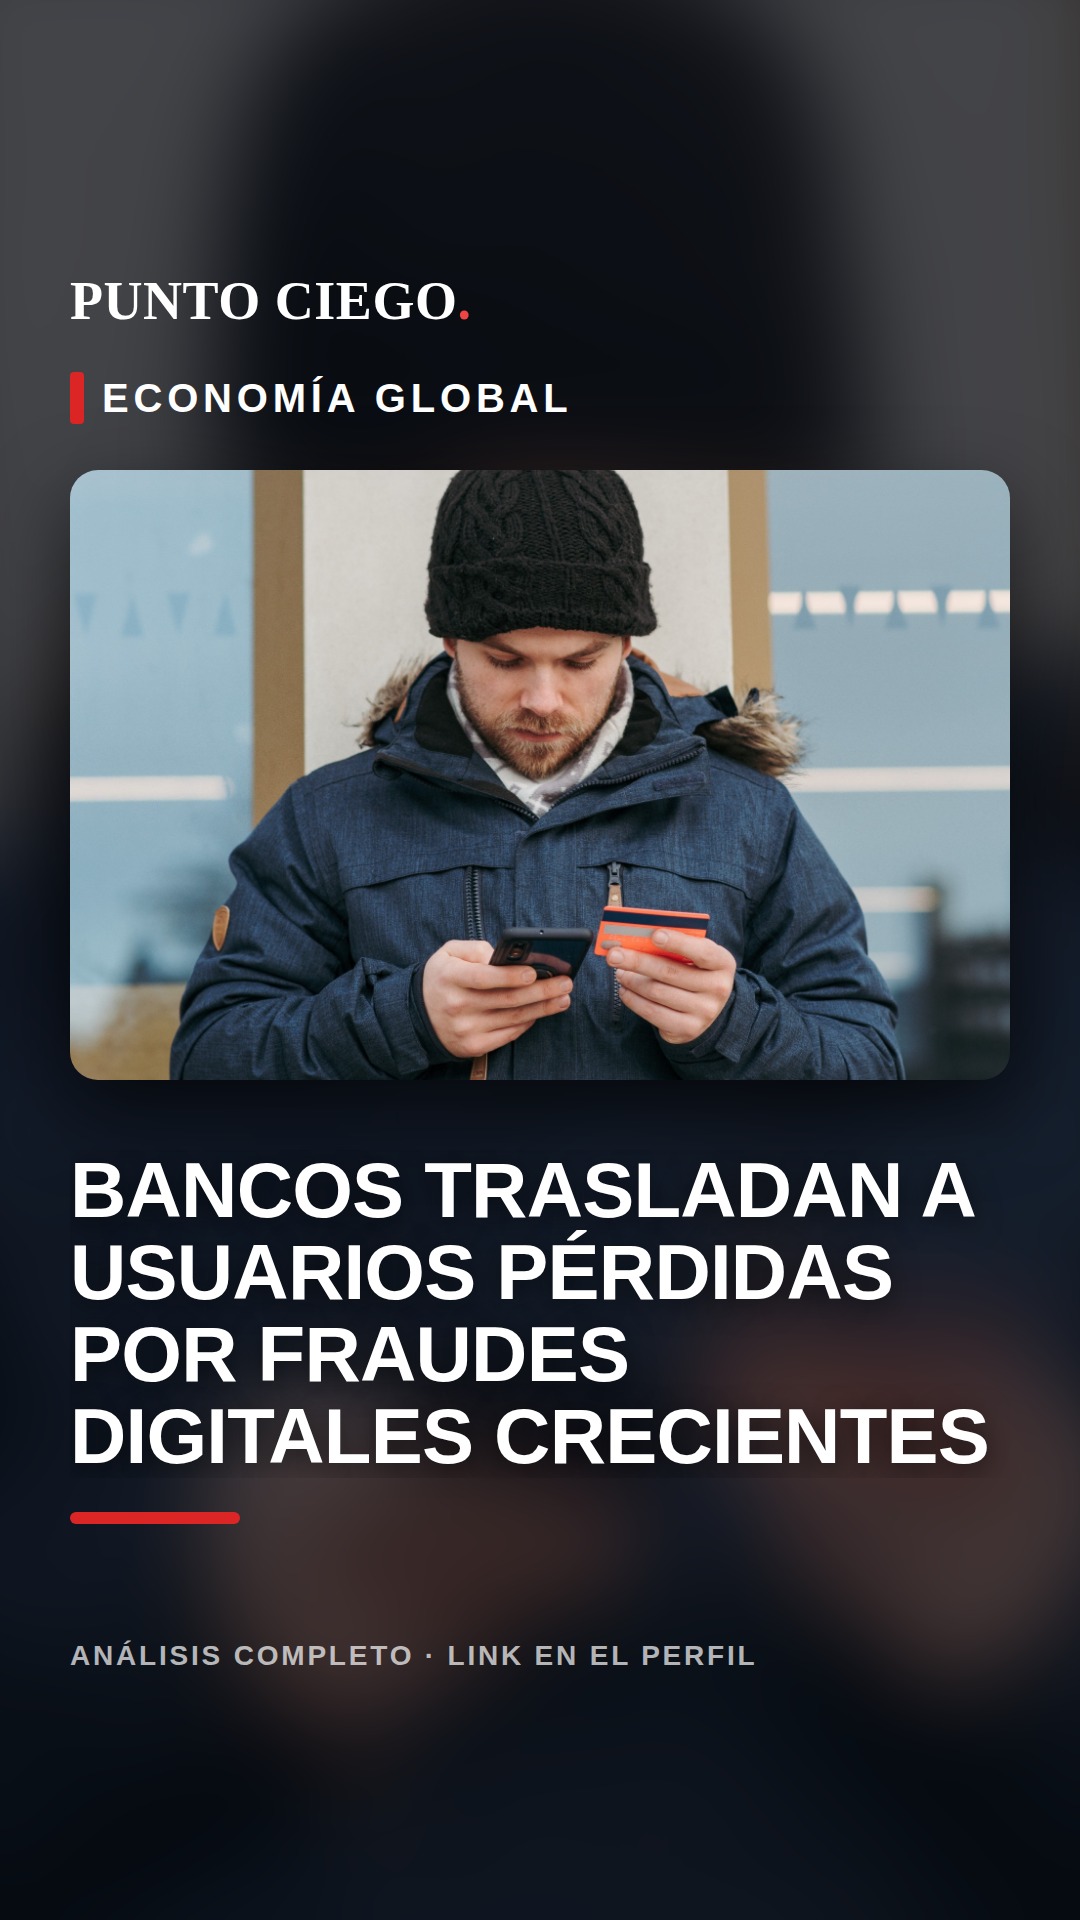 PUNTO CIEGO.
ECONOMÍA GLOBAL
BANCOS TRASLADAN A
USUARIOS PÉRDIDAS
POR FRAUDES
DIGITALES CRECIENTES
ANÁLISIS COMPLETO · LINK EN EL PERFIL